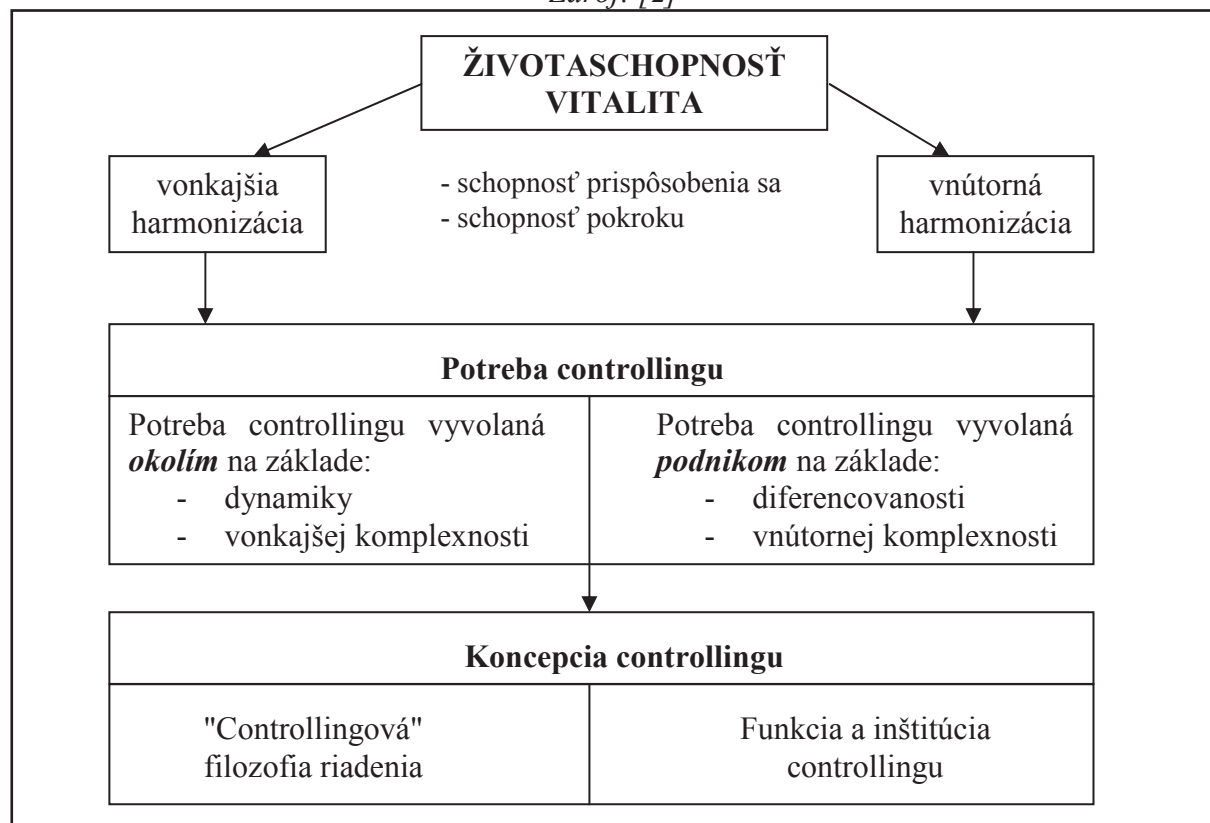 Zdroj: [2]
ŽIVOTASCHOPNOSŤ
VITALITA
vonkajšia
harmonizácia
- schopnosť prispôsobenia sa
- schopnosť pokroku
vnútorná
harmonizácia
Potreba controllingu
Potreba controllingu vyvolaná
okolím na základe:
- dynamiky
- vonkajšej komplexnosti
Potreba controllingu vyvolaná
podnikom na základe:
- diferencovanosti
- vnútornej komplexnosti
Koncepcia controllingu
"Controllingová"
filozofia riadenia
Funkcia a inštitúcia
controllingu